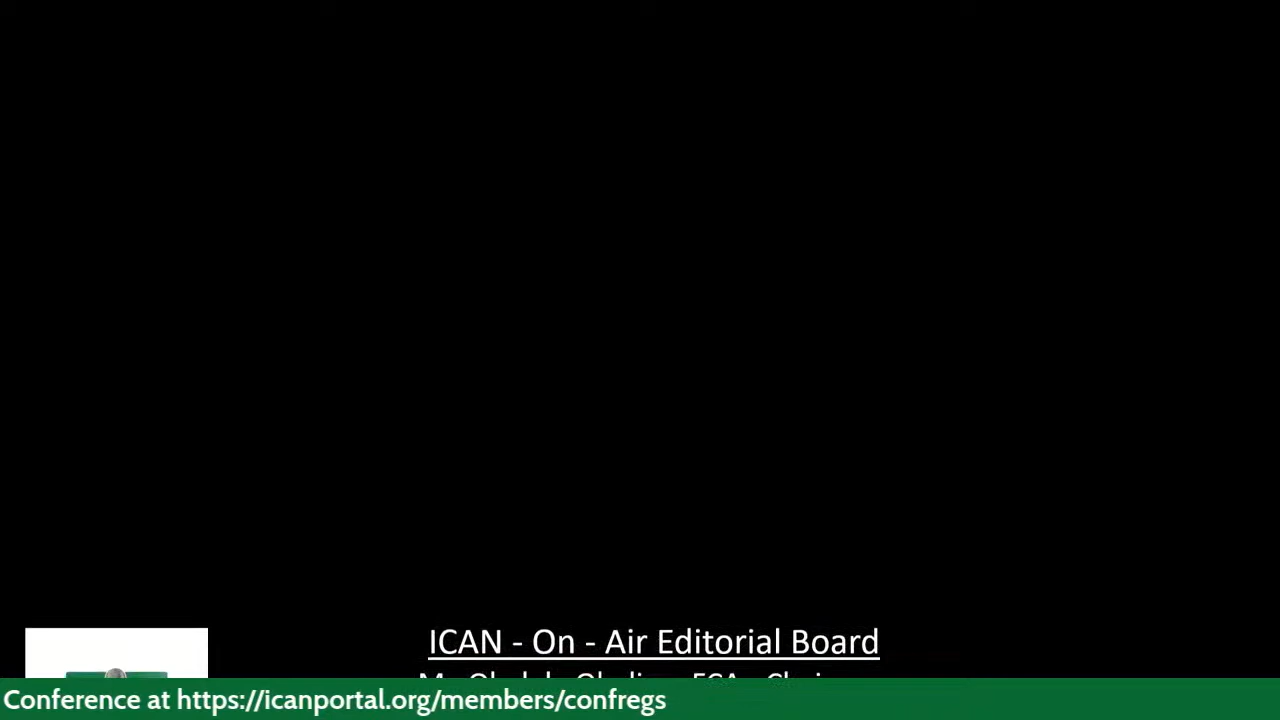 ICAN - On - Air Editorial Board
Conference at https://icanportal.org/members/confregs